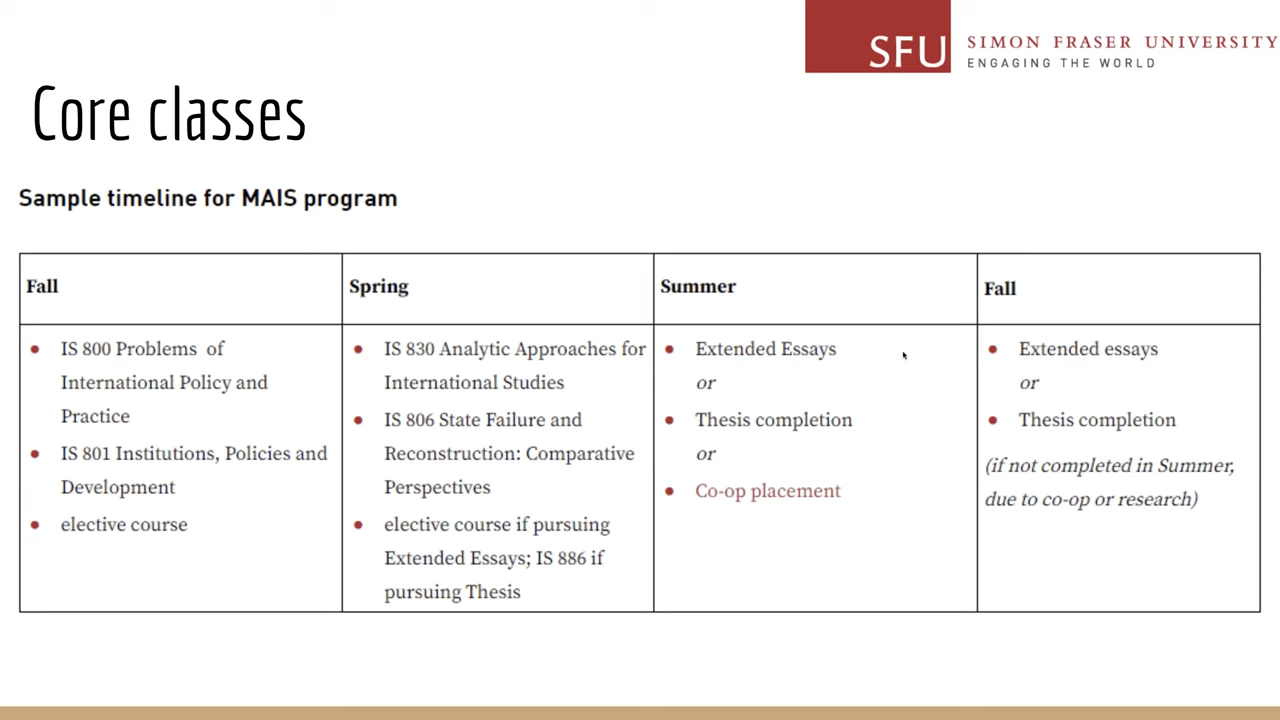 SFU
SIMON FRASER UNIVERSITY
ENGAGING THE WORLD
Core classes
Sample timeline for MAIS program
Fall
Spring
Summer
Fall
IS 800 Problems of
International Policy and
Practice
IS 801 Institutions, Policies and
Development
elective course
IS 830 Analytic Approaches for
International Studies
IS 806 State Failure and
Reconstruction: Comparative
Perspectives
elective course if pursuing
Extended Essays; IS 886 if
pursuing Thesis
Extended Essays
or
Thesis completion
or
Co-op placement
Extended essays
or
Thesis completion
(if not completed in Summer,
due to co-op or research)